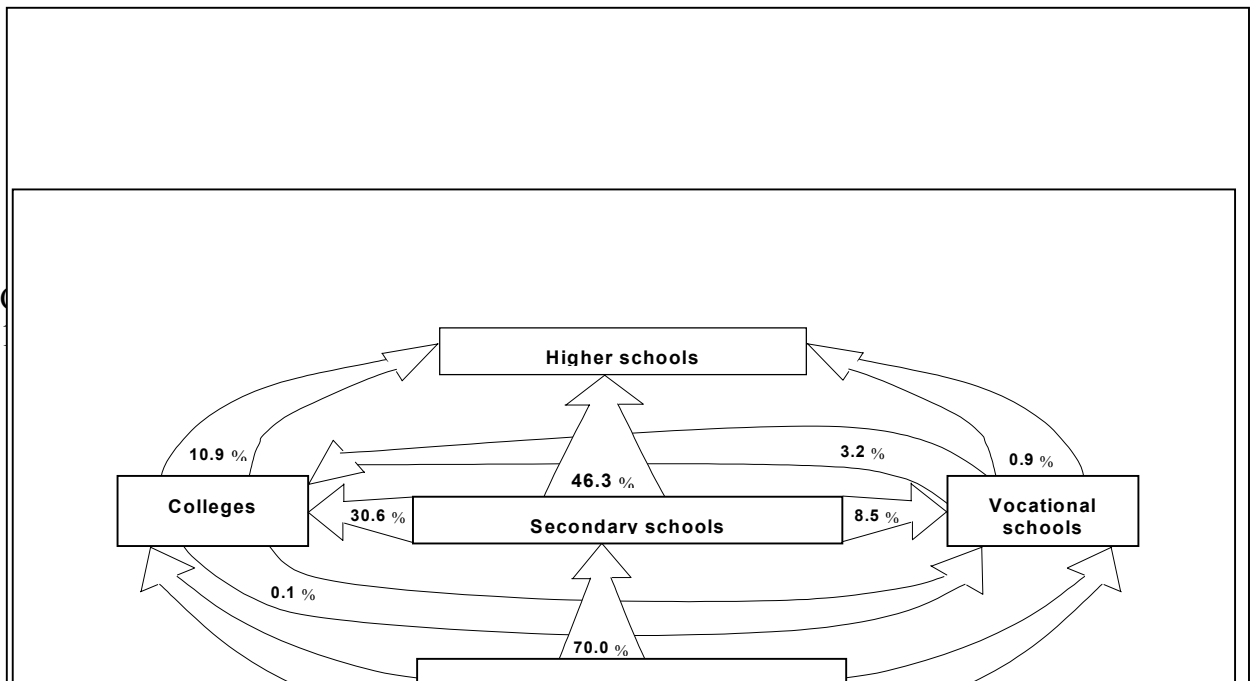 Higher schools
10.9 %
3.2 %
0.9 %
46.3 %
Colleges
30.6 %
Secondary schools
8.5 %
Vocational
schools
0.1 %
70.0 %